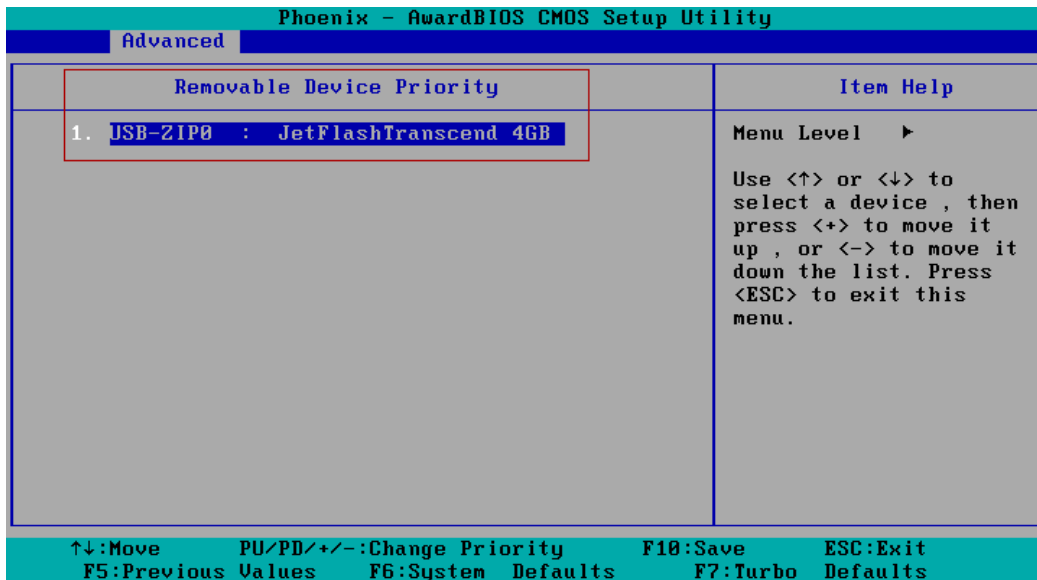 Phoenix - AwardBIOS CMOS Setup Utility
Advanced
Removable Device Priority
1. USB-ZIP0 : JetFlashTranscend 4GB
Item Help
Menu Level ►
Use <↑> or <↓> to
select a device , then
press <+> to move it
up , or <-> to move it
down the list. Press
<ESC> to exit this
menu.
↑↓:Move PU/PD/+/-:Change Priority F10:Save ESC:Exit
F5:Previous Values F6:System Defaults F7:Turbo Defaults